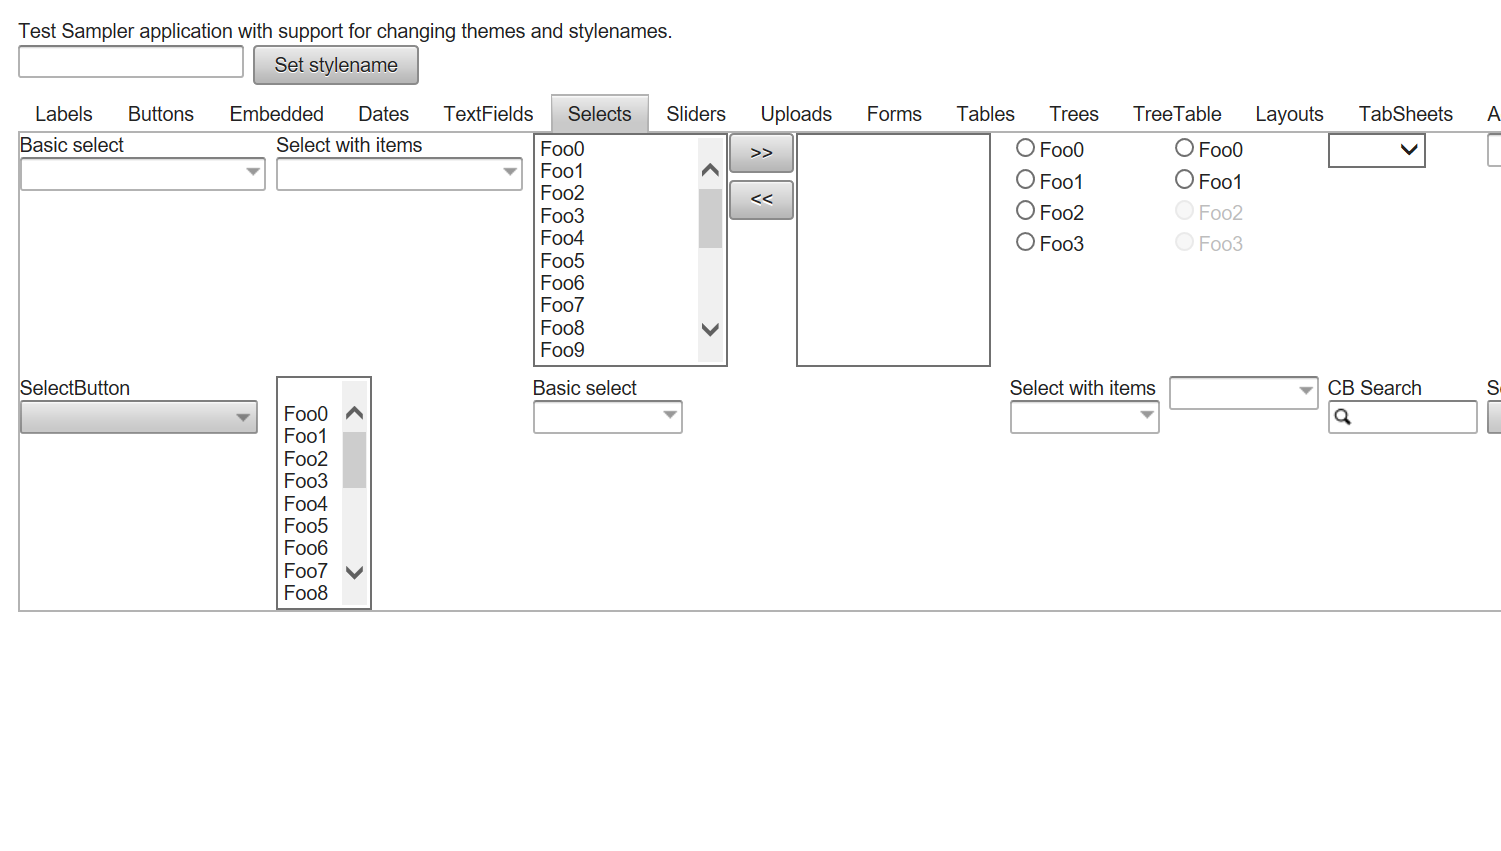 Test Sampler application with support for changing themes and stylenames.
Set stylename
Labels Buttons Embedded Dates TextFields Selects Sliders Uploads Forms Tables Trees TreeTable Layouts TabSheets A
Basic select
Select with items
Foo0
Foo1
Foo2
Foo3
Foo4
Foo5
Foo6
Foo7
Foo8
Foo9
>>
<<
Foo0
Foo1
Foo2
Foo3
Foo0
Foo1
Foo2
Foo3
SelectButton
Foo0
Foo1
Foo2
Foo3
Foo4
Foo5
Foo6
Foo7
Foo8
Basic select
Select with items
CB Search